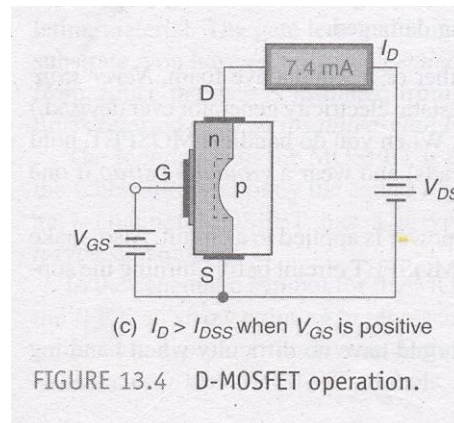 I_D
7.4 mA
D
n
G
p
V_DS
V_GS
S
(c) I_D > I_DSS when V_GS is positive
FIGURE 13.4 D-MOSFET operation.